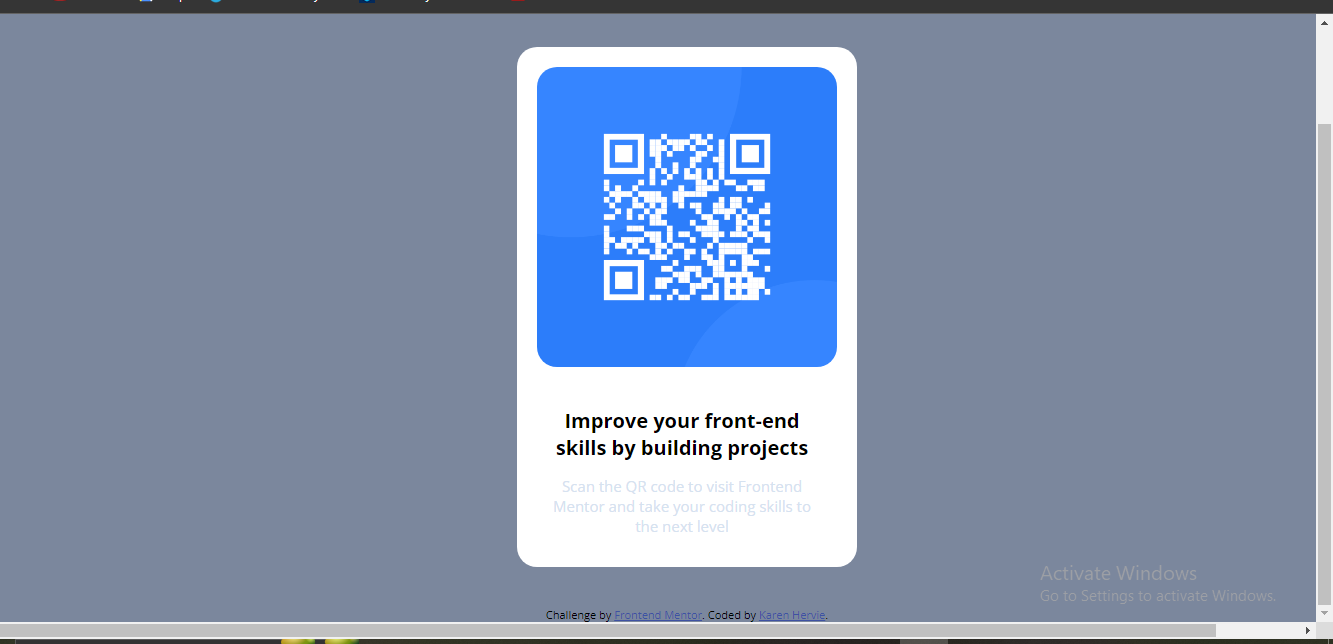 Improve your front-end
skills by building projects
Scan the QR code to visit Frontend
Mentor and take your coding skills to
the next level
Activate Windows
Go to Settings to activate Windows.
Challenge by Frontend Mentor. Coded by Karen Hervie.